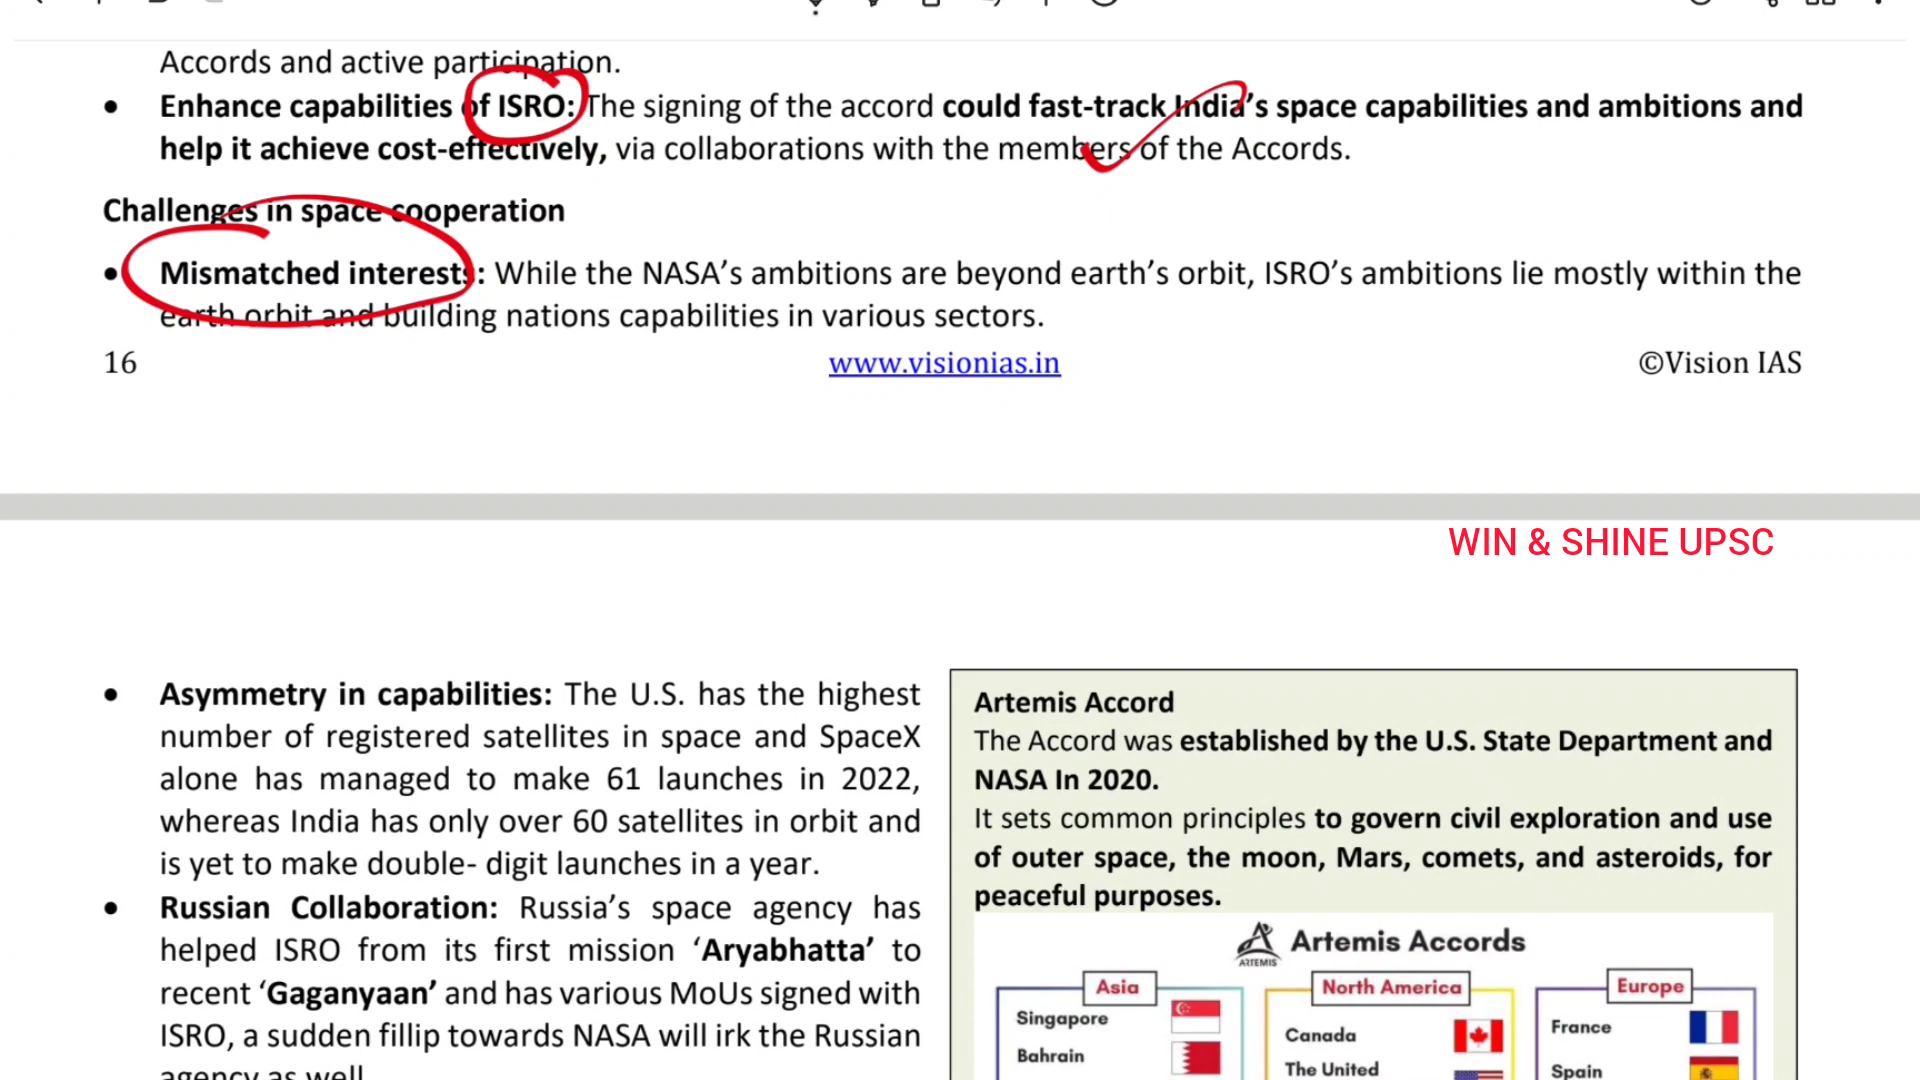 Accords and active participation.
• Enhance capabilities of ISRO: The signing of the accord could fast-track India's space capabilities and ambitions and
help it achieve cost-effectively, via collaborations with the members of the Accords.
Challenges in space cooperation
• Mismatched interests: While the NASA's ambitions are beyond earth's orbit, ISRO's ambitions lie mostly within the
earth orbit and building nations capabilities in various sectors.
16
www.visionias.in
©Vision IAS
WIN & SHINE UPSC
• Asymmetry in capabilities: The U.S. has the highest
number of registered satellites in space and SpaceX
alone has managed to make 61 launches in 2022,
whereas India has only over 60 satellites in orbit and
is yet to make double- digit launches in a year.
• Russian Collaboration: Russia's space agency has
helped ISRO from its first mission 'Aryabhatta' to
recent 'Gaganyaan' and has various MoUs signed with
ISRO, a sudden fillip towards NASA will irk the Russian
agency as well
Artemis Accord
The Accord was established by the U.S. State Department and
NASA In 2020.
It sets common principles to govern civil exploration and use
of outer space, the moon, Mars, comets, and asteroids, for
peaceful purposes.
ARTEMIS
Artemis Accords
Asia
Singapore
Bahrain
North America
Canada
The United
Europe
France
Spain